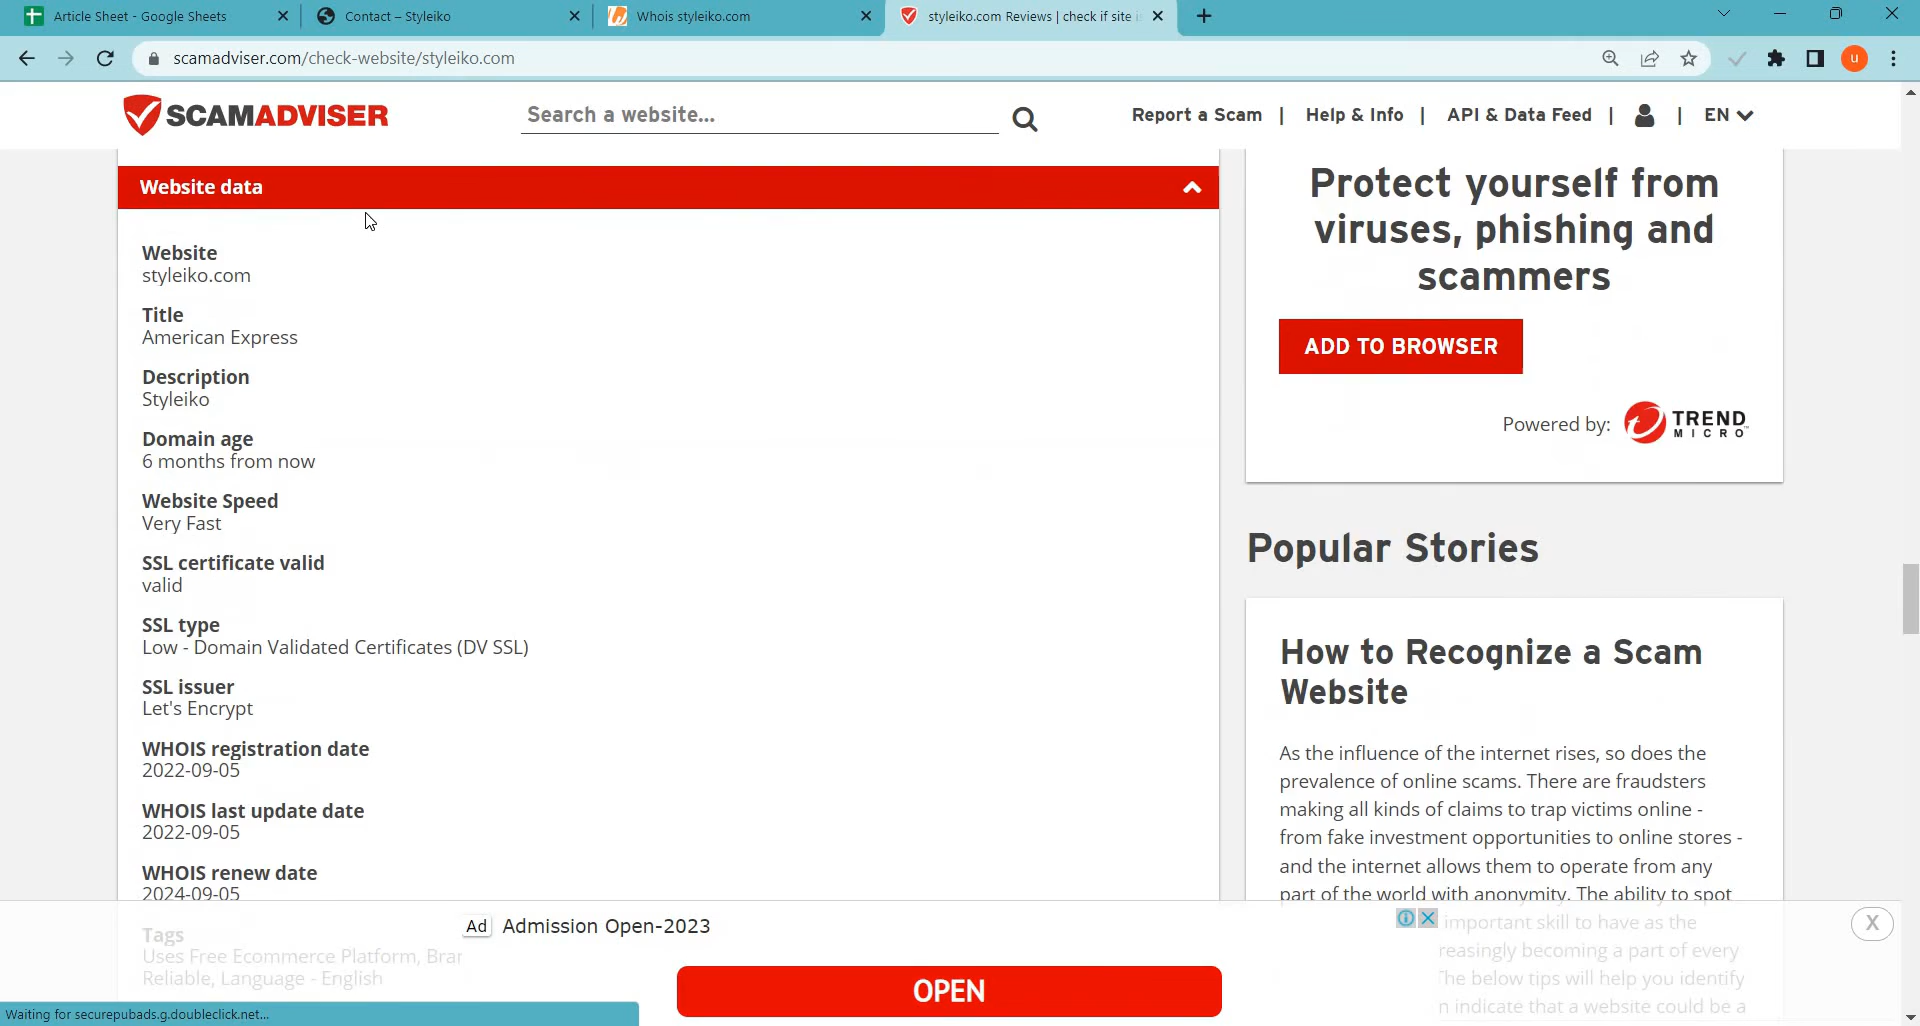 Article Sheet - Google Sheets
Contact – Styleiko
Whois styleiko.com
styleiko.com Reviews | check if site i
scamadviser.com/check-website/styleiko.com
u
SCAMADVISER
Search a website...
Report a Scam |
Help & Info |
API & Data Feed |
|
EN
Website data
Website
styleiko.com
Title
American Express
Description
Styleiko
Domain age
6 months from now
Website Speed
Very Fast
SSL certificate valid
valid
SSL type
Low - Domain Validated Certificates (DV SSL)
SSL issuer
Let's Encrypt
WHOIS registration date
2022-09-05
WHOIS last update date
2022-09-05
WHOIS renew date
2024-09-05
Tags
Uses Free Ecommerce Platform, Brar
Reliable, Language - English
Protect yourself from
viruses, phishing and
scammers
ADD TO BROWSER
Powered by:
TREND
MICRO
Popular Stories
How to Recognize a Scam
Website
As the influence of the internet rises, so does the
prevalence of online scams. There are fraudsters
making all kinds of claims to trap victims online -
from fake investment opportunities to online stores -
and the internet allows them to operate from any
part of the world with anonymity. The ability to spot
important skill to have as the
reasingly becoming a part of every
The below tips will help you identify
n indicate that a website could be a
Ad
Admission Open-2023
X
OPEN
Waiting for securepubads.g.doubleclick.net...